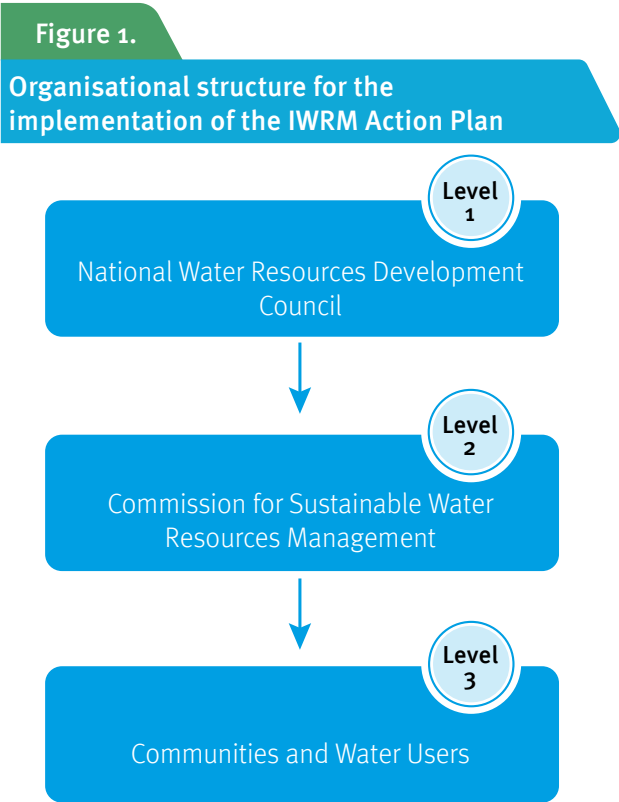 Figure 1.
Organisational structure for the
implementation of the IWRM Action Plan
Level
1
National Water Resources Development
Council
Level
2
Commission for Sustainable Water
Resources Management
Level
3
Communities and Water Users